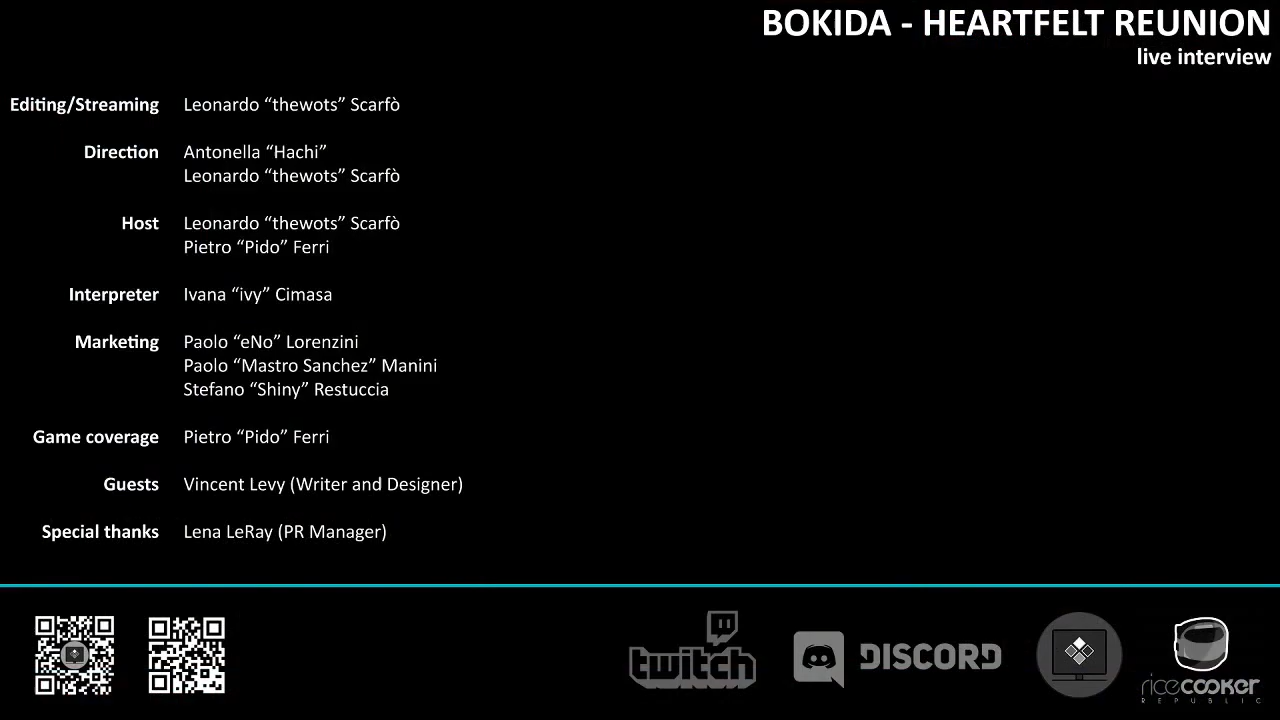 BOKIDA - HEARTFELT REUNION
live interview
Editing/Streaming Leonardo “thewots” Scarfò
Direction Antonella “Hachi”
Leonardo “thewots” Scarfò
Host Leonardo “thewots” Scarfò
Pietro “Pido” Ferri
Interpreter Ivana “ivy” Cimasa
Marketing Paolo “eNo” Lorenzini
Paolo “Mastro Sanchez” Manini
Stefano “Shiny” Restuccia
Game coverage Pietro “Pido” Ferri
Guests Vincent Levy (Writer and Designer)
Special thanks Lena LeRay (PR Manager)
twitch
DISCORD
ricecooker
REPUBLIC